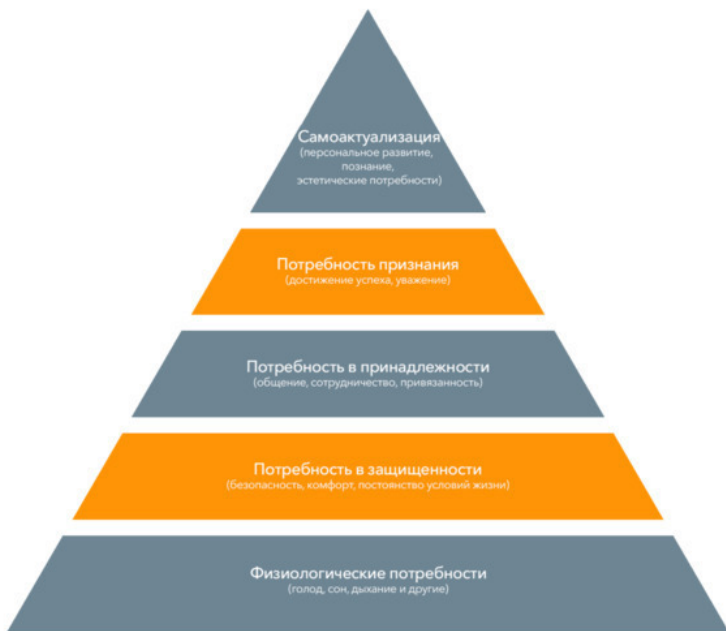 Самоактуализация
(персональное развитие,
познание,
эстетические потребности)
Потребность признания
(достижение успеха, уважение)
Потребность в принадлежности
(общение, сотрудничество, привязанность)
Потребность в защищенности
(безопасность, комфорт, постоянство условий жизни)
Физиологические потребности
(голод, сон, дыхание и другие)